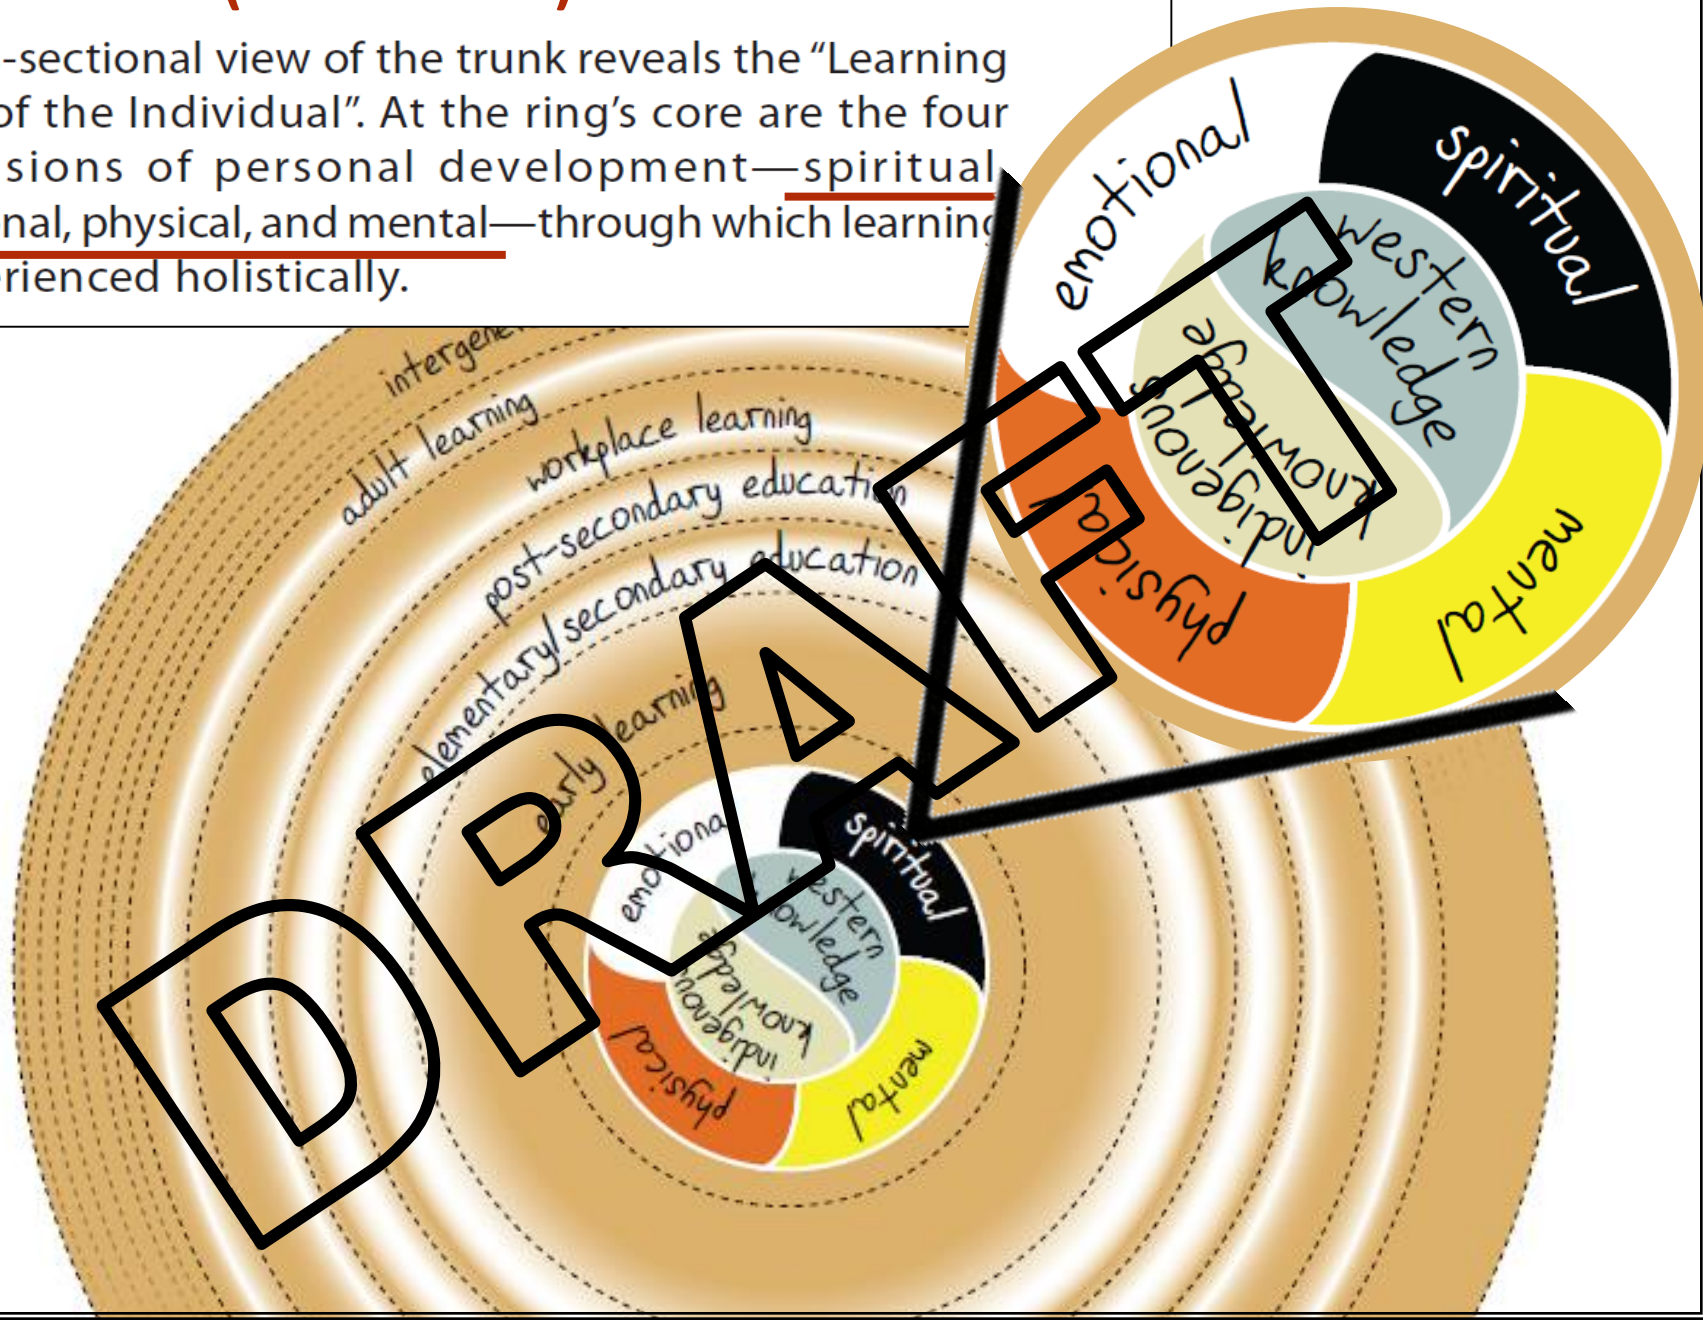 -sectional view of the trunk reveals the “Learning
of the Individual”. At the ring’s core are the four
sions of personal development—spiritual,
nal, physical, and mental—through which learning
rienced holistically.
emotional
spiritual
western
knowledge
indigenous
knowledge
physical
mental
intergene
adult learning
workplace learning
post-secondary education
elementary/secondary education
early learning
emotional
spiritual
western
knowledge
indigenous
knowledge
physical
mental
DRAFT